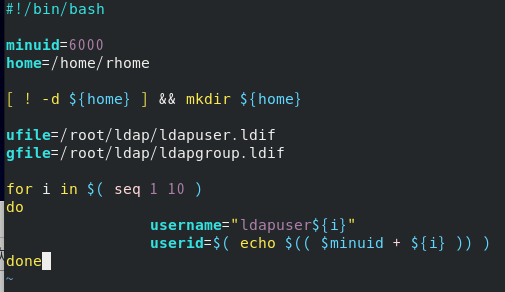 #!/bin/bash
minuid=6000
home=/home/rhome
[ ! -d ${home} ] && mkdir ${home}
ufile=/root/ldap/ldapuser.ldif
gfile=/root/ldap/ldapgroup.ldif
for i in $( seq 1 10 )
do
username="ldapuser${i}"
userid=$( echo $(( $minuid + ${i} )) )
done
~